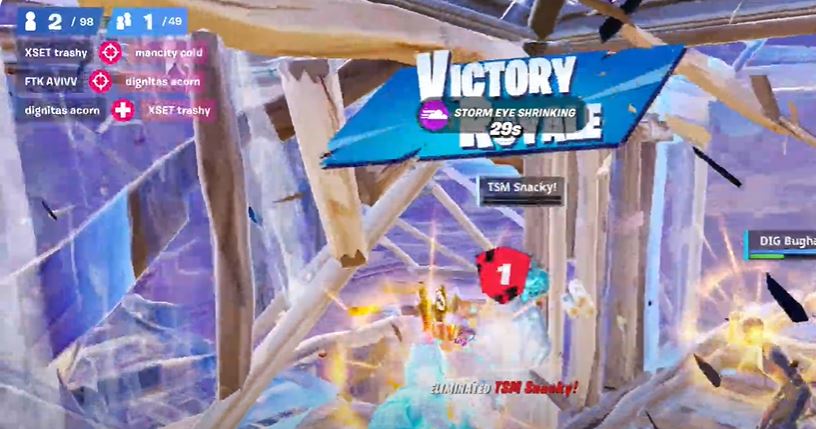 2 / 98 1 / 49
XSET trashy mancity cold
FTK AVIVV dignitas acorn
dignitas acorn XSET trashy
VICTORY
ROYALE
STORM EYE SHRINKING
29s
TSM Snacky!
DIG Bugha
1
ELIMINATED TSM Snacky!